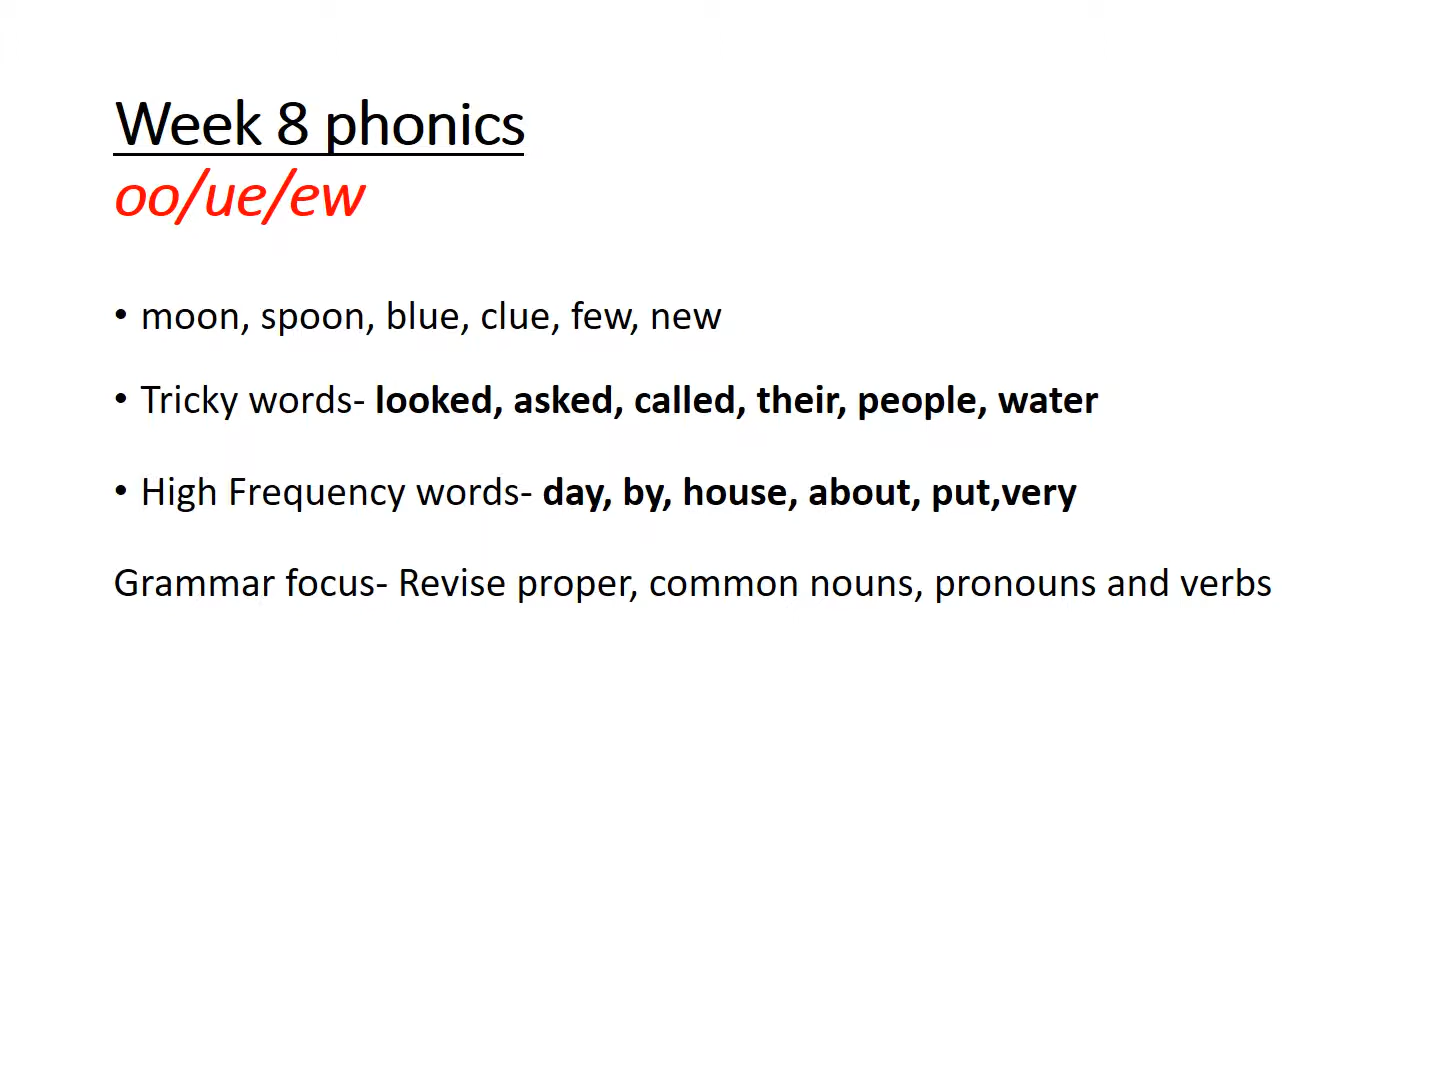 Week 8 phonics
oo/ue/ew
• moon, spoon, blue, clue, few, new
• Tricky words- looked, asked, called, their, people, water
• High Frequency words- day, by, house, about, put,very
Grammar focus- Revise proper, common nouns, pronouns and verbs